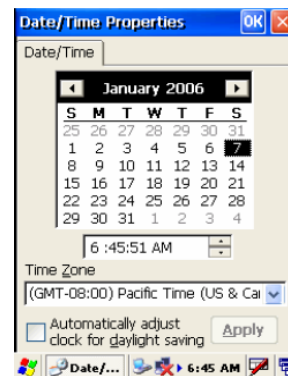 Date/Time Properties OK
Date/Time
January 2006
S M T W T F S
25 26 27 28 29 30 31
1 2 3 4 5 6 7
8 9 10 11 12 13 14
15 16 17 18 19 20 21
22 23 24 25 26 27 28
29 30 31 1 2 3 4
6 :45:51 AM
Time Zone
(GMT-08:00) Pacific Time (US & Ca
Automatically adjust
clock for daylight saving
Apply
Date/... 6:45 AM